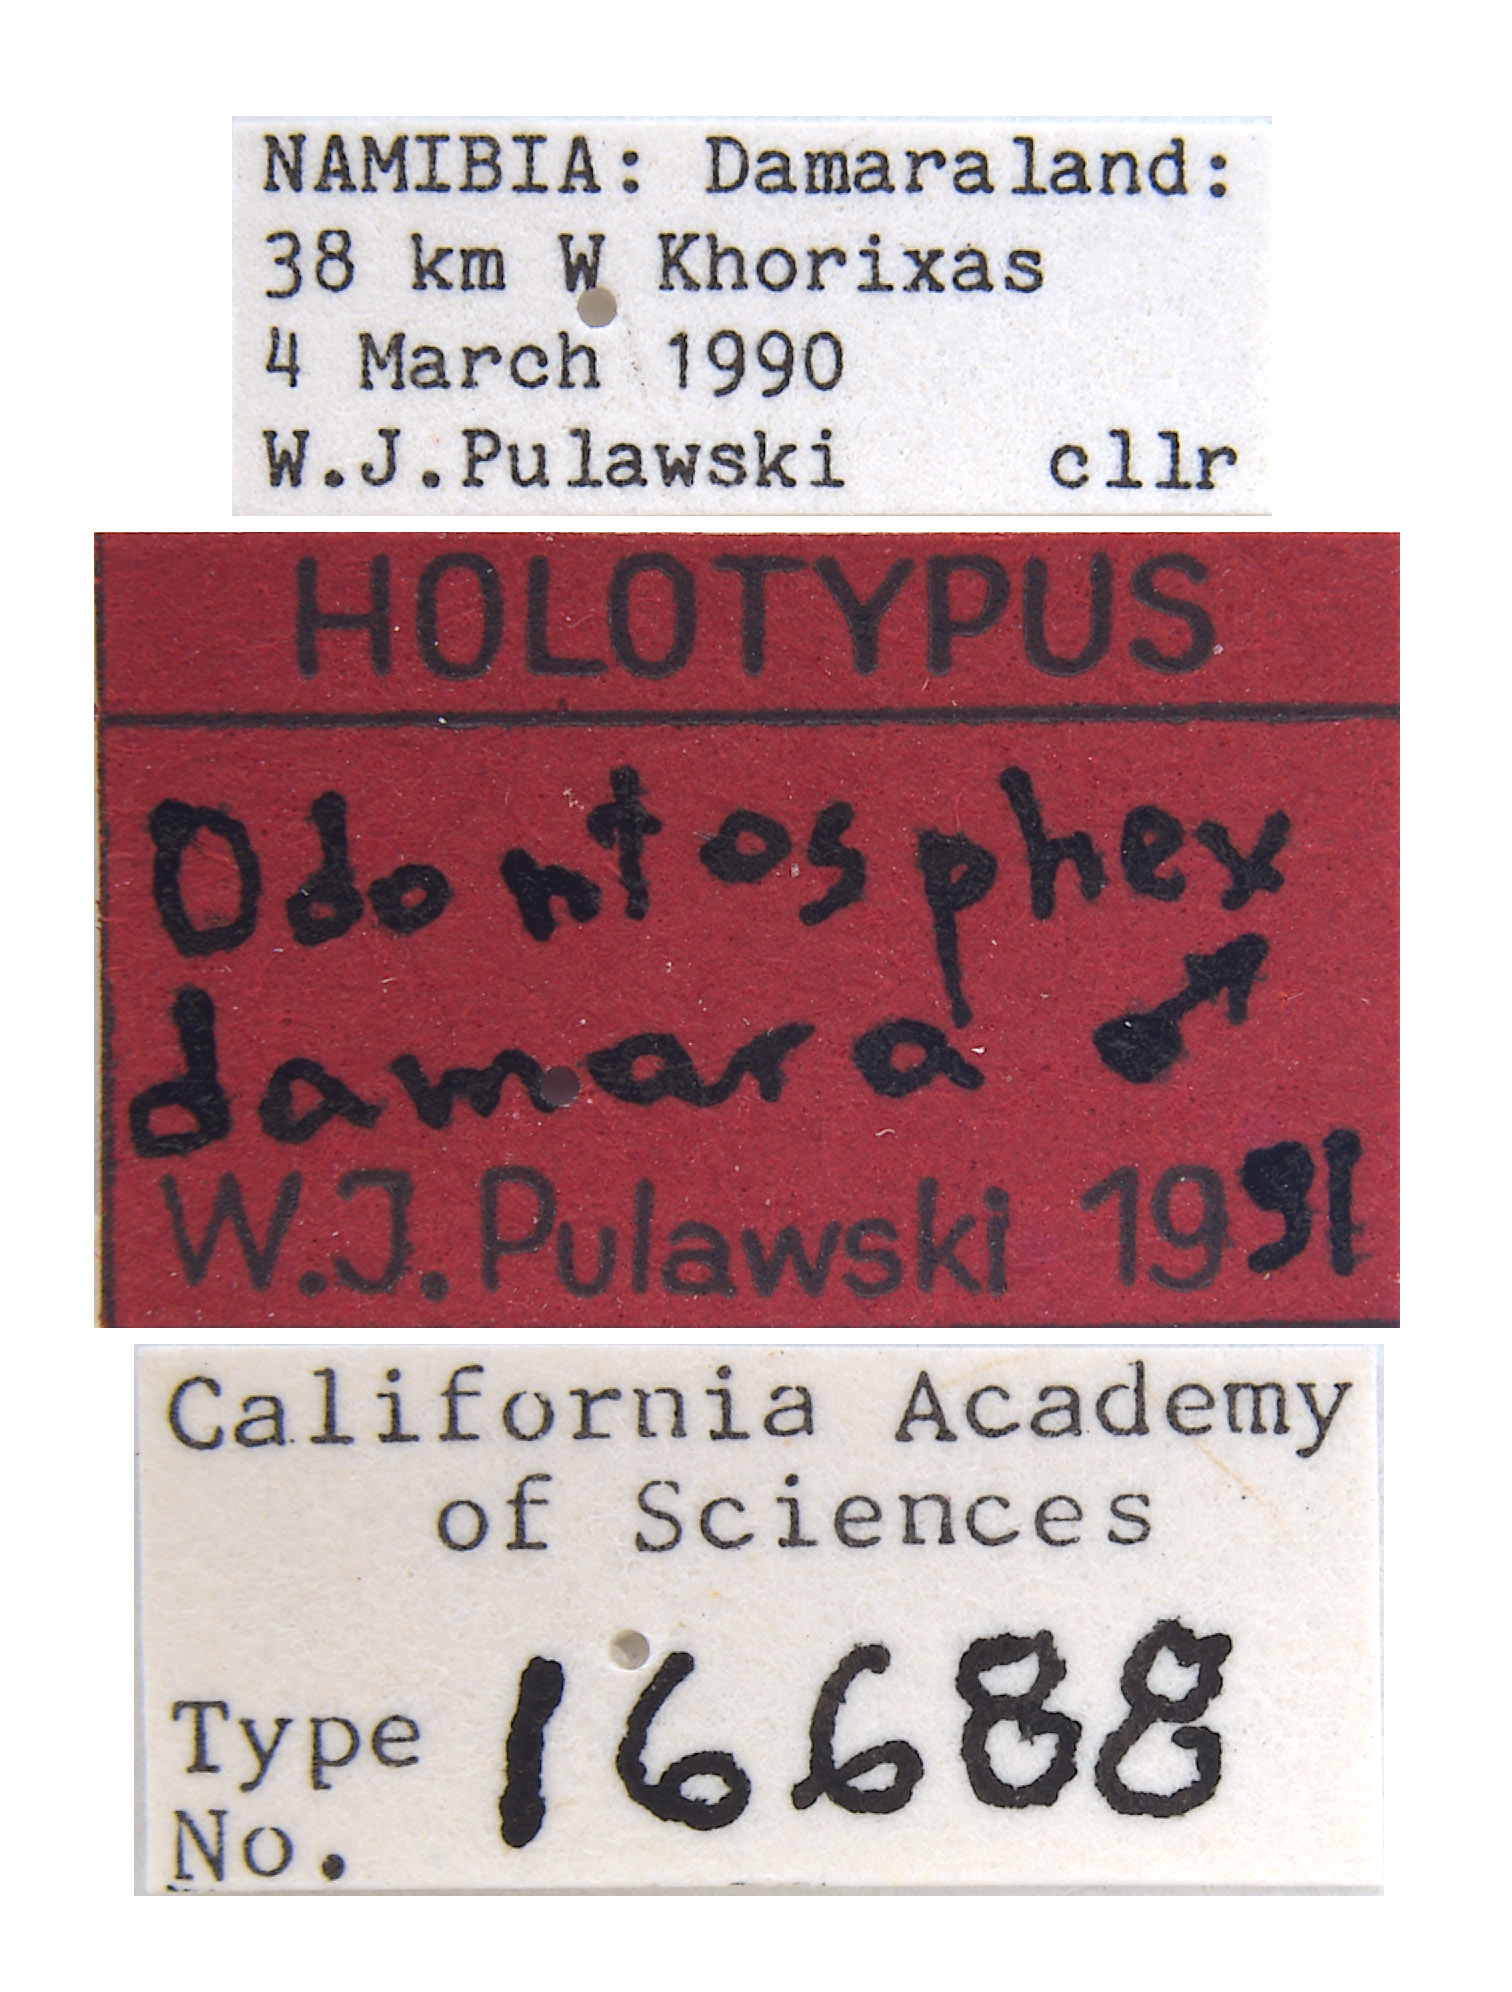 NAMIBIA: Damaraland:
38 km W Khorixas
4 March 1990
W.J.Pulawski cllr
HOLOTYPUS
Odontosphex
damara ♂
W.J.Pulawski 1991
California Academy
of Sciences
Type
No. 16688